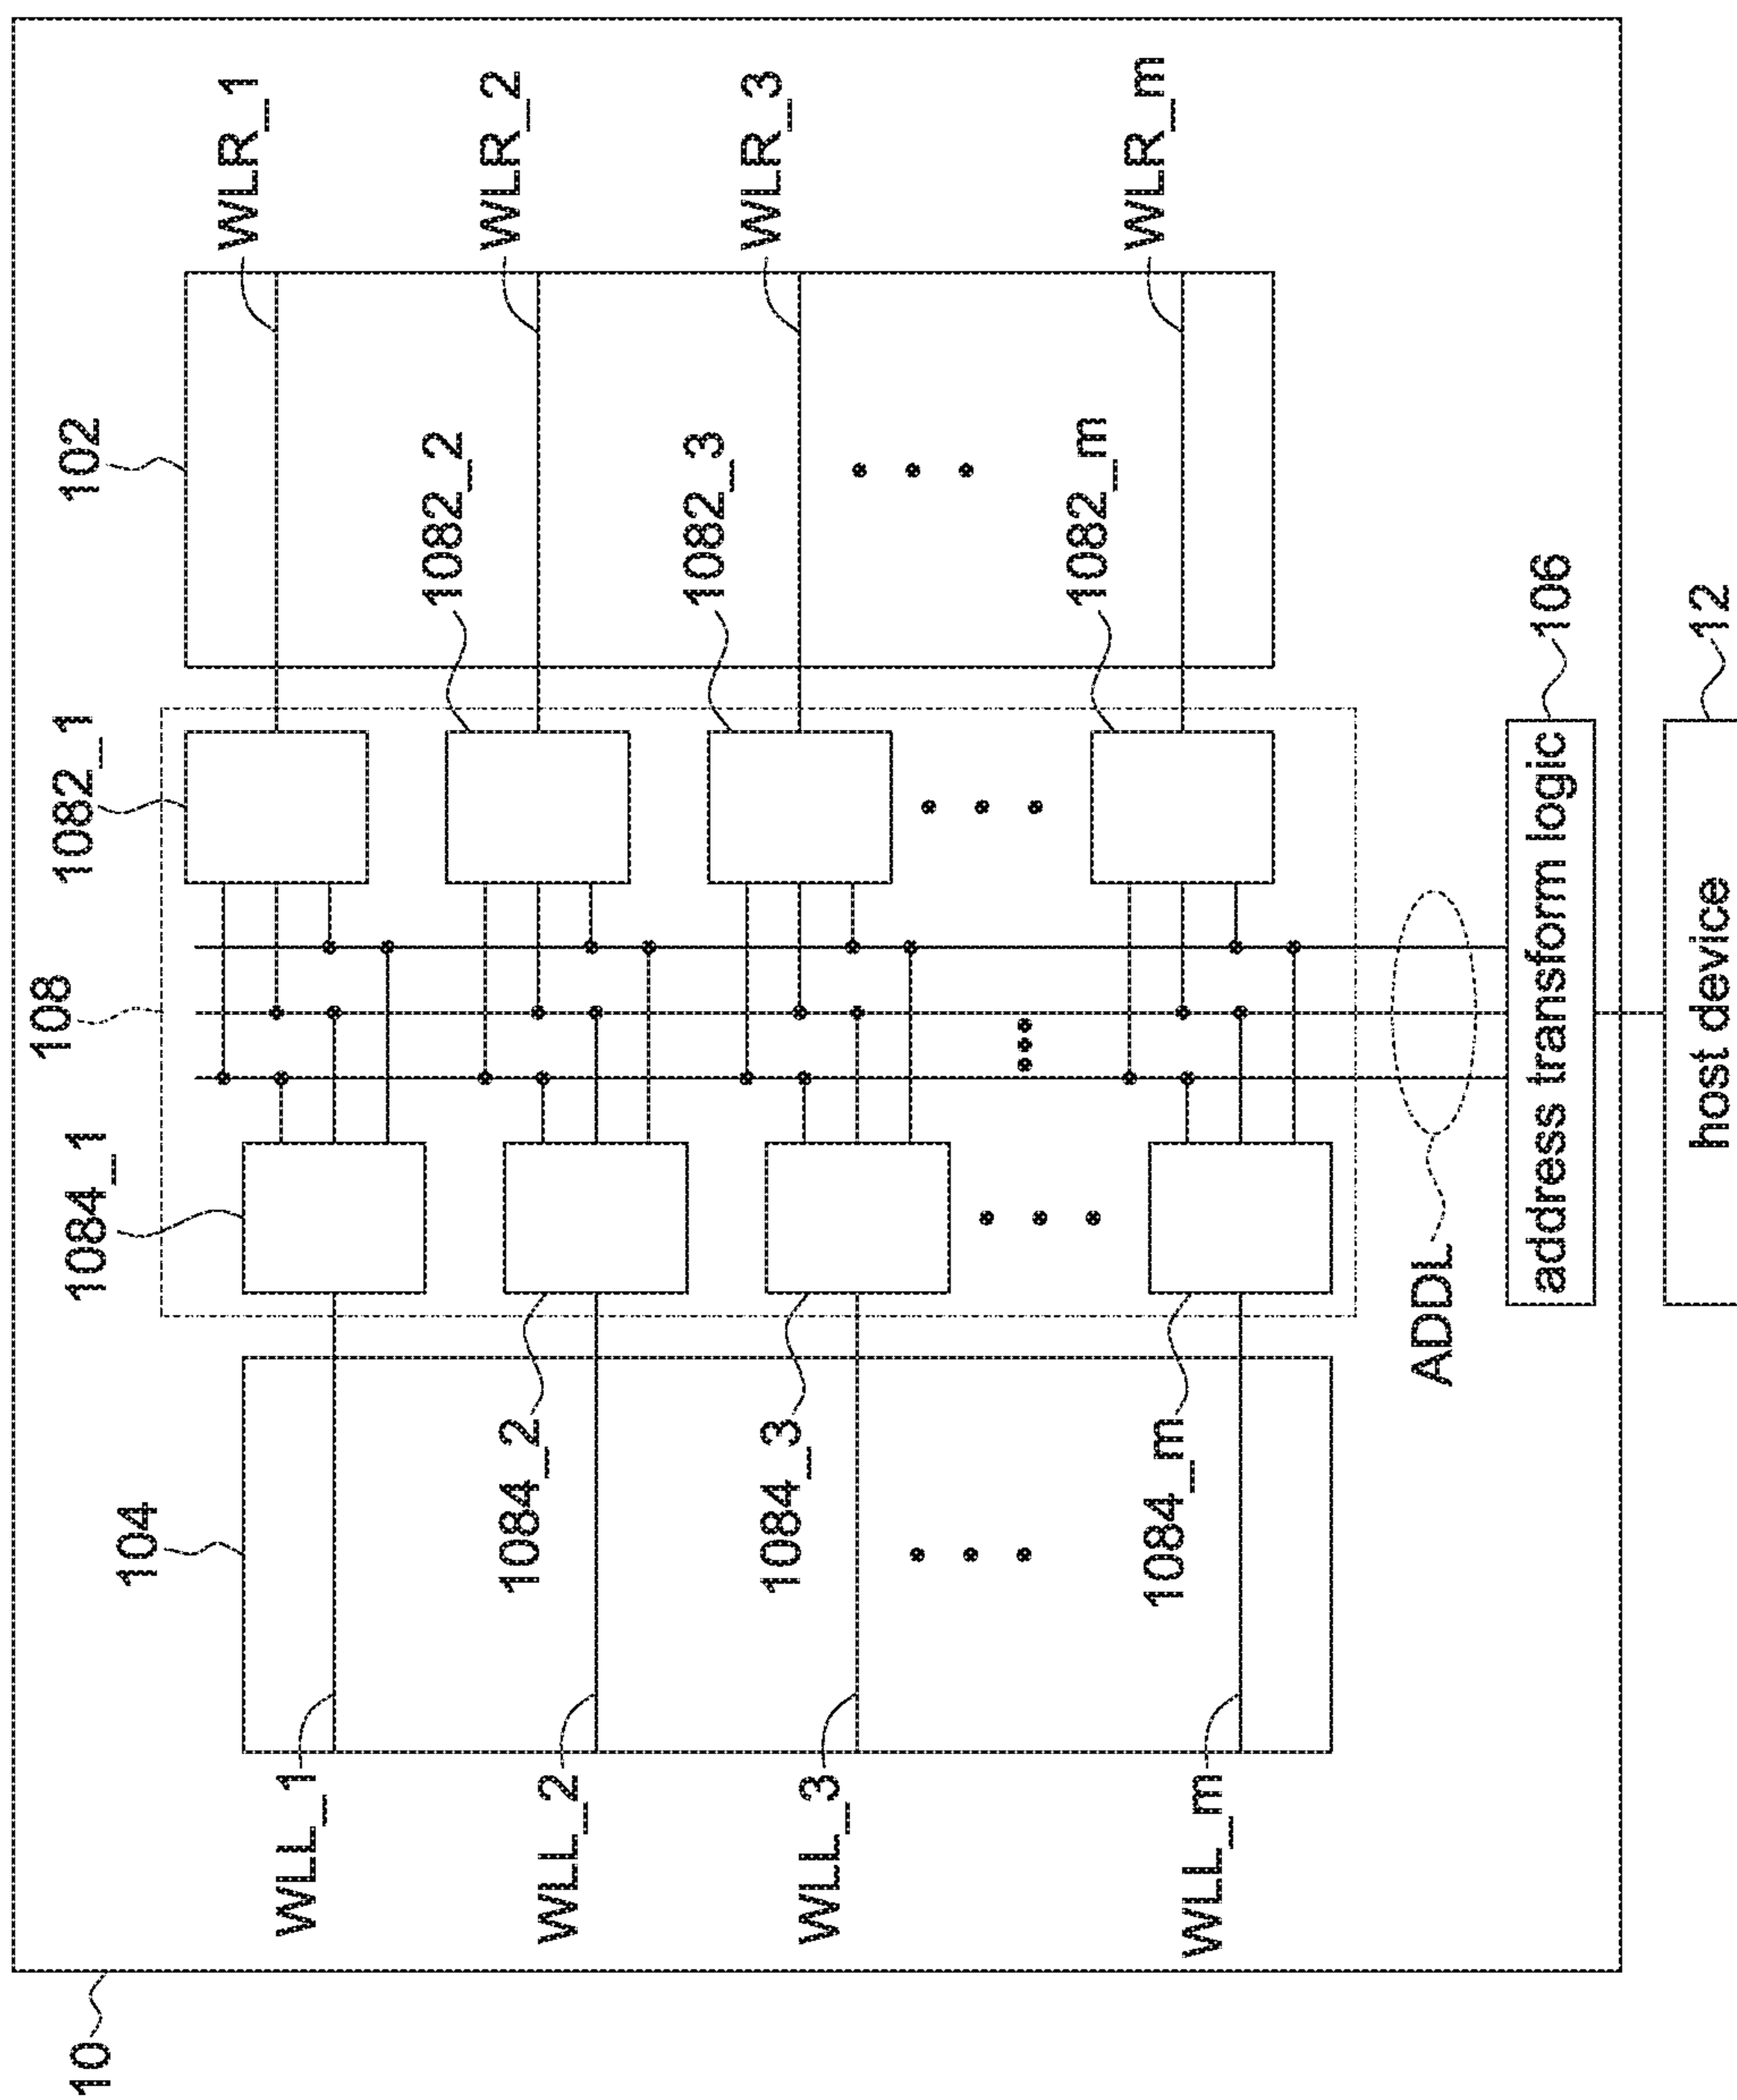 10
108
102
1082_1
WLR_1
104
1084_1
WLL_1
1082_2
WLR_2
1084_2
WLL_2
1082_3
WLR_3
1084_3
WLL_3
1082_m
WLR_m
1084_m
WLL_m
ADDL
address transform logic
106
host device
12